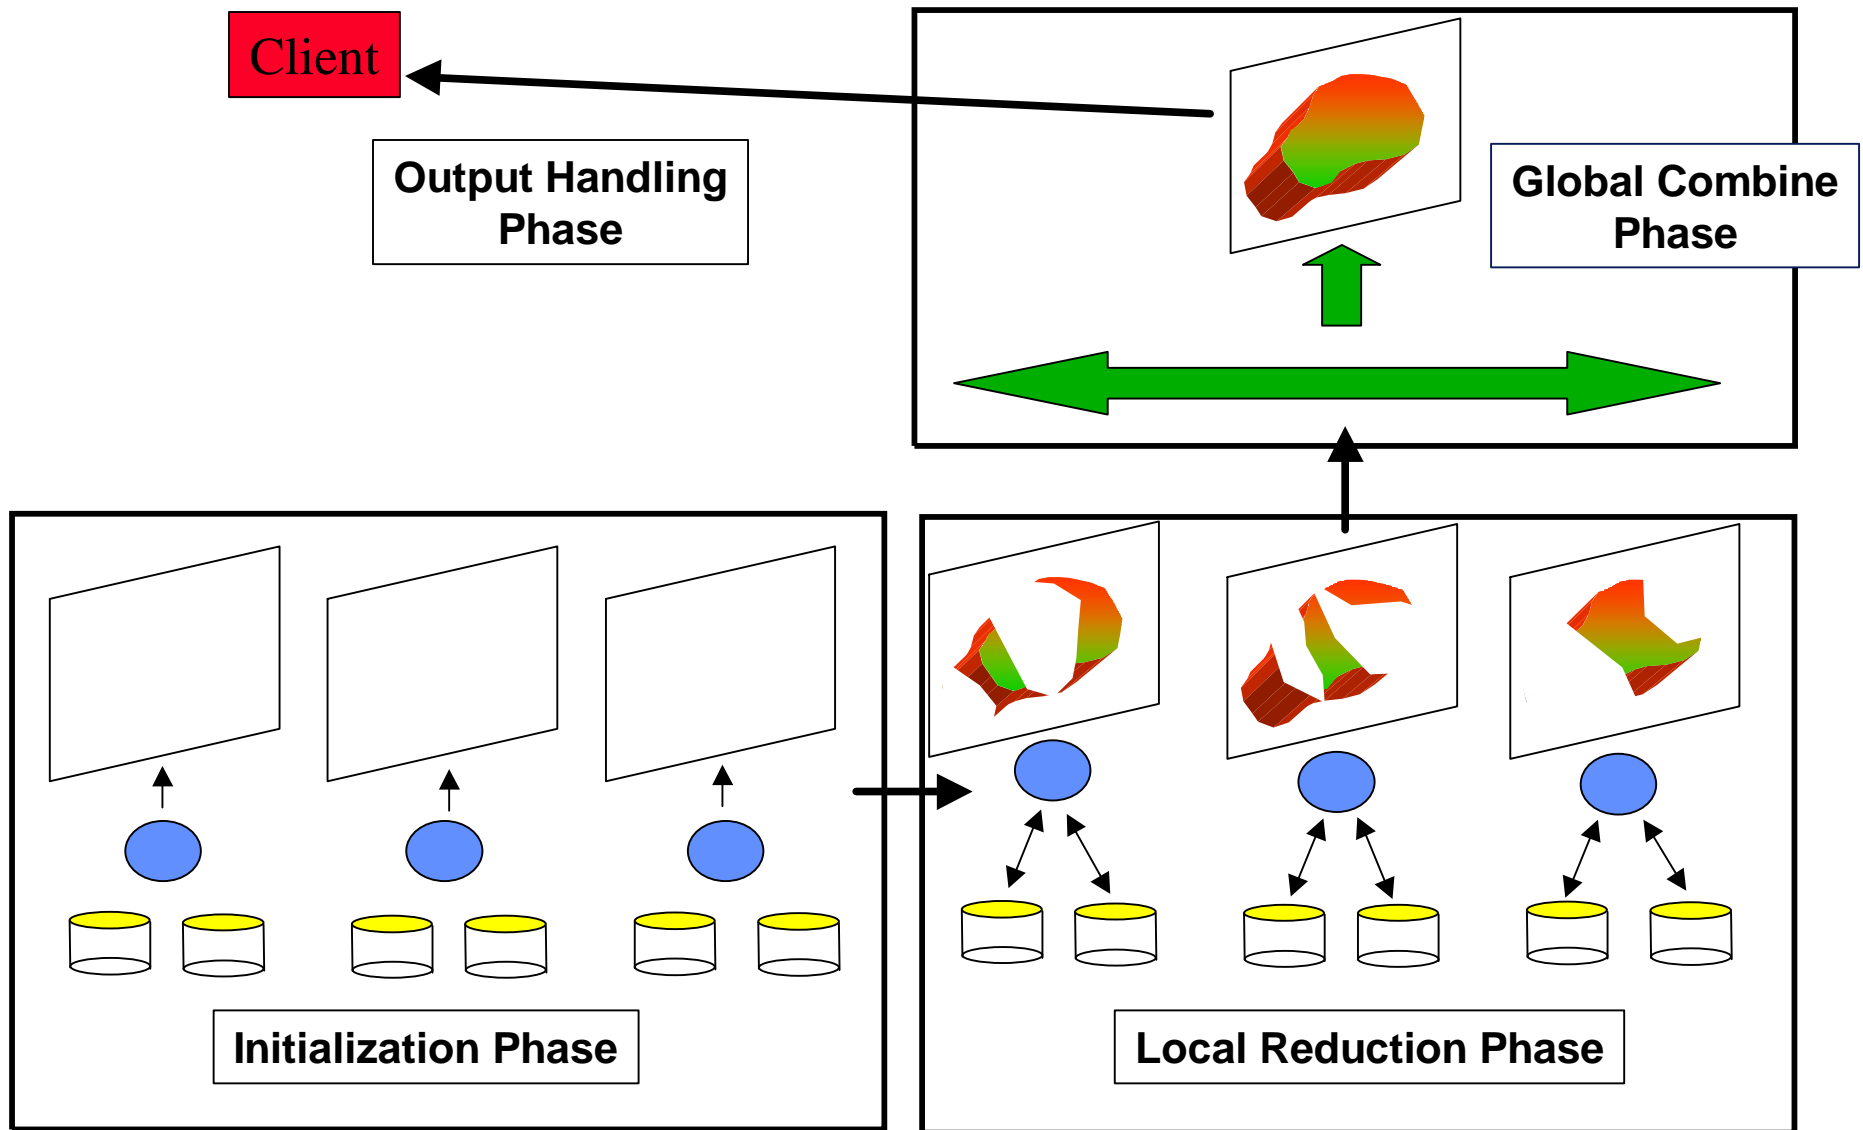 Client
Output Handling
Phase
Global Combine
Phase
Initialization Phase
Local Reduction Phase